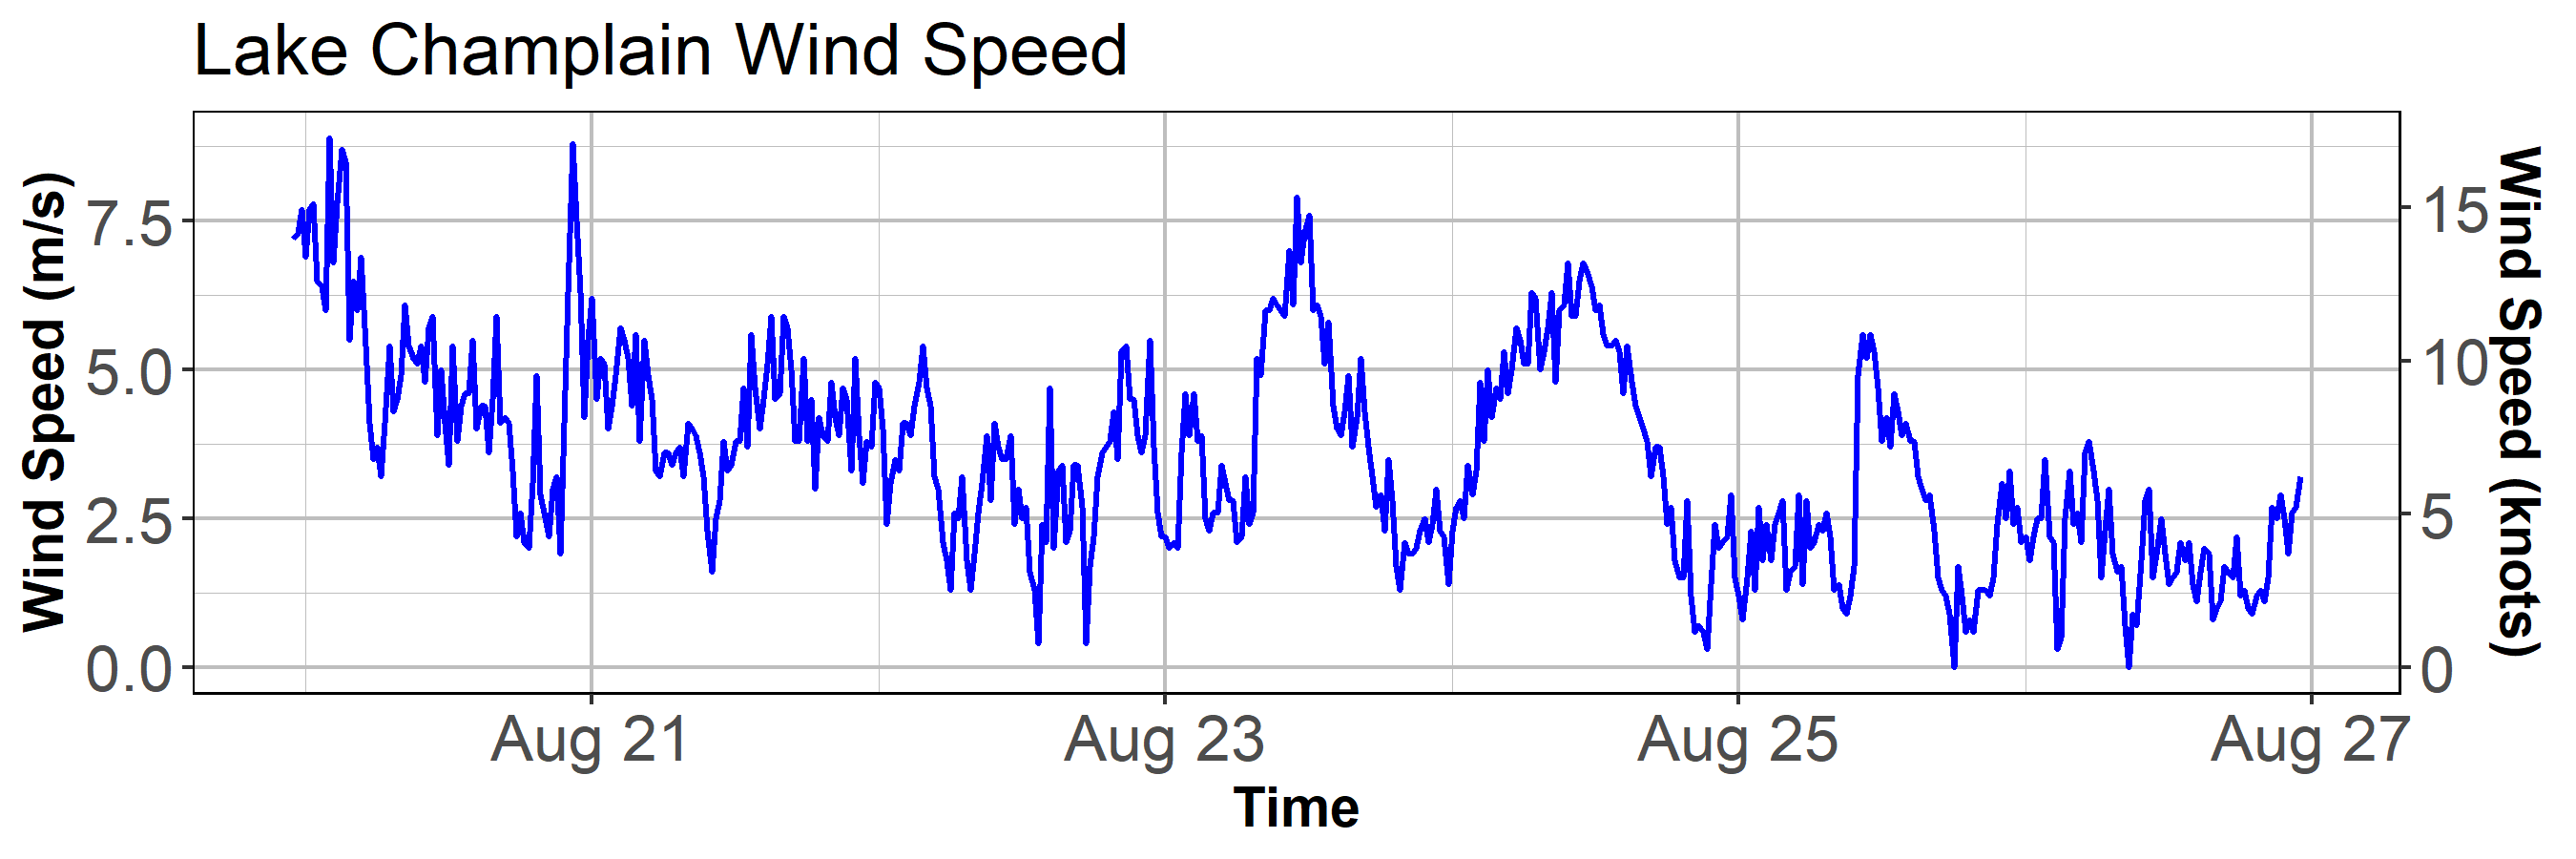 Lake Champlain Wind Speed
Wind Speed (m/s)
7.5
5.0
2.5
0.0
15
10
5
0
Wind Speed (knots)
Aug 21
Aug 23
Aug 25
Aug 27
Time